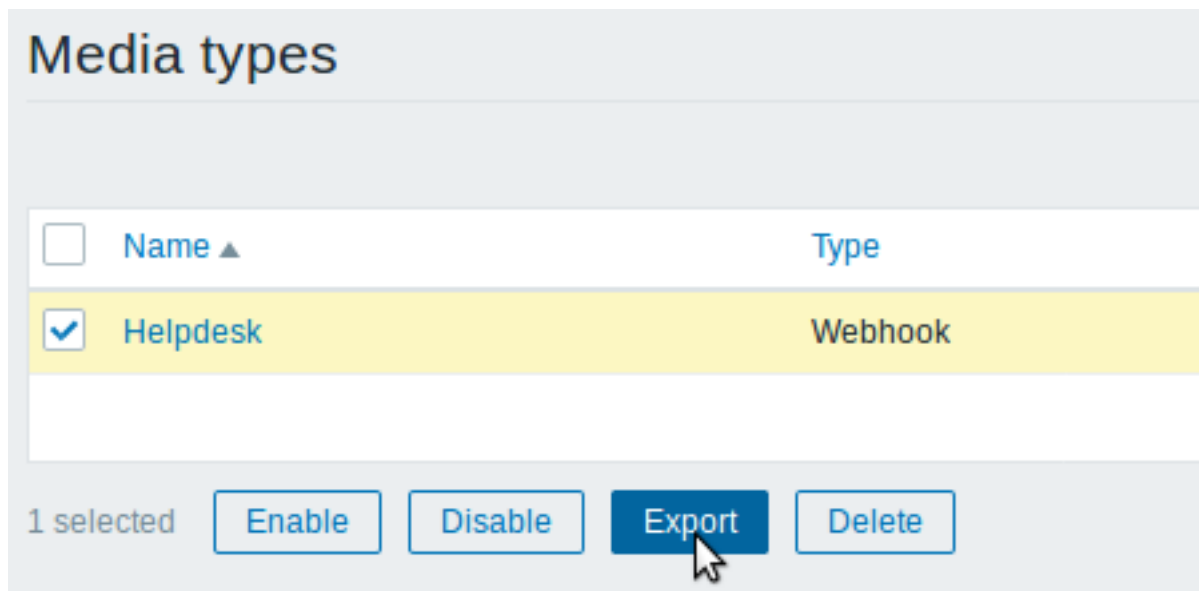 Media types
Name ▲ Type
Helpdesk Webhook
1 selected Enable Disable Export Delete